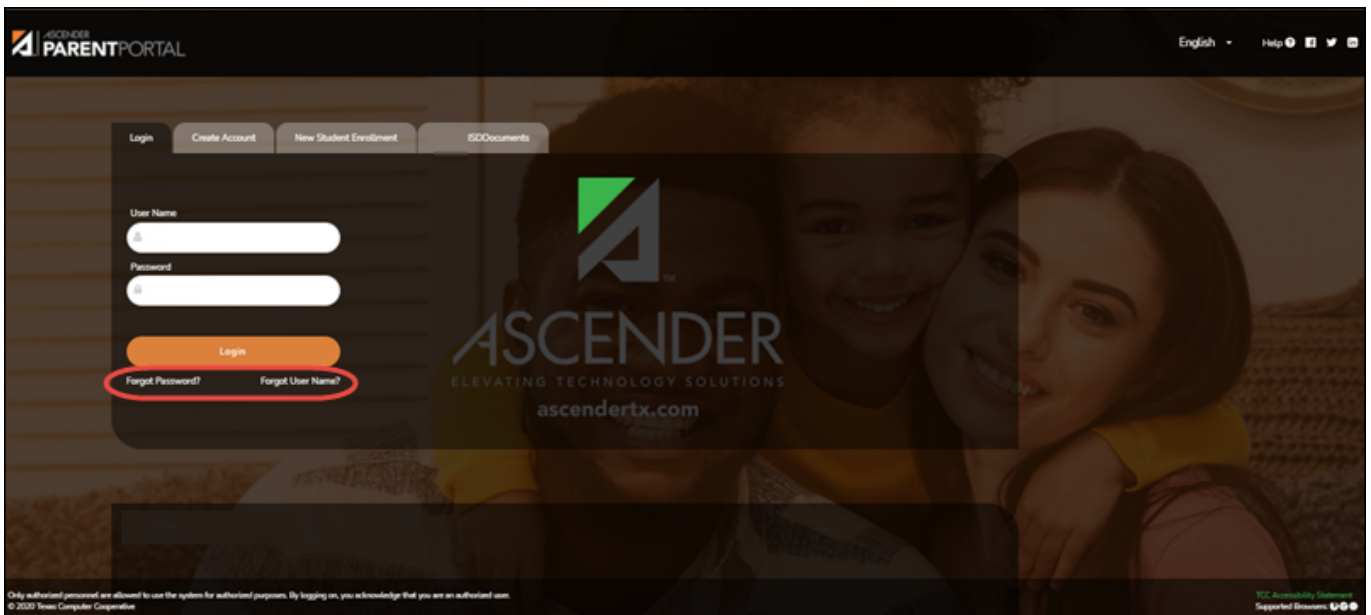 ASCENDER
PARENTPORTAL
English
Help
Login
Create Account
New Student Enrollment
ISDDocuments
User Name
Password
Login
Forgot Password?
Forgot User Name?
ASCENDER
TM
ELEVATING TECHNOLOGY SOLUTIONS
ascendertx.com
Only authorized personnel are allowed to use the system for authorized purposes. By logging on, you acknowledge that you are an authorized user.
© 2020 Texas Computer Cooperative
TCC Accessibility Statement
Supported Browsers: